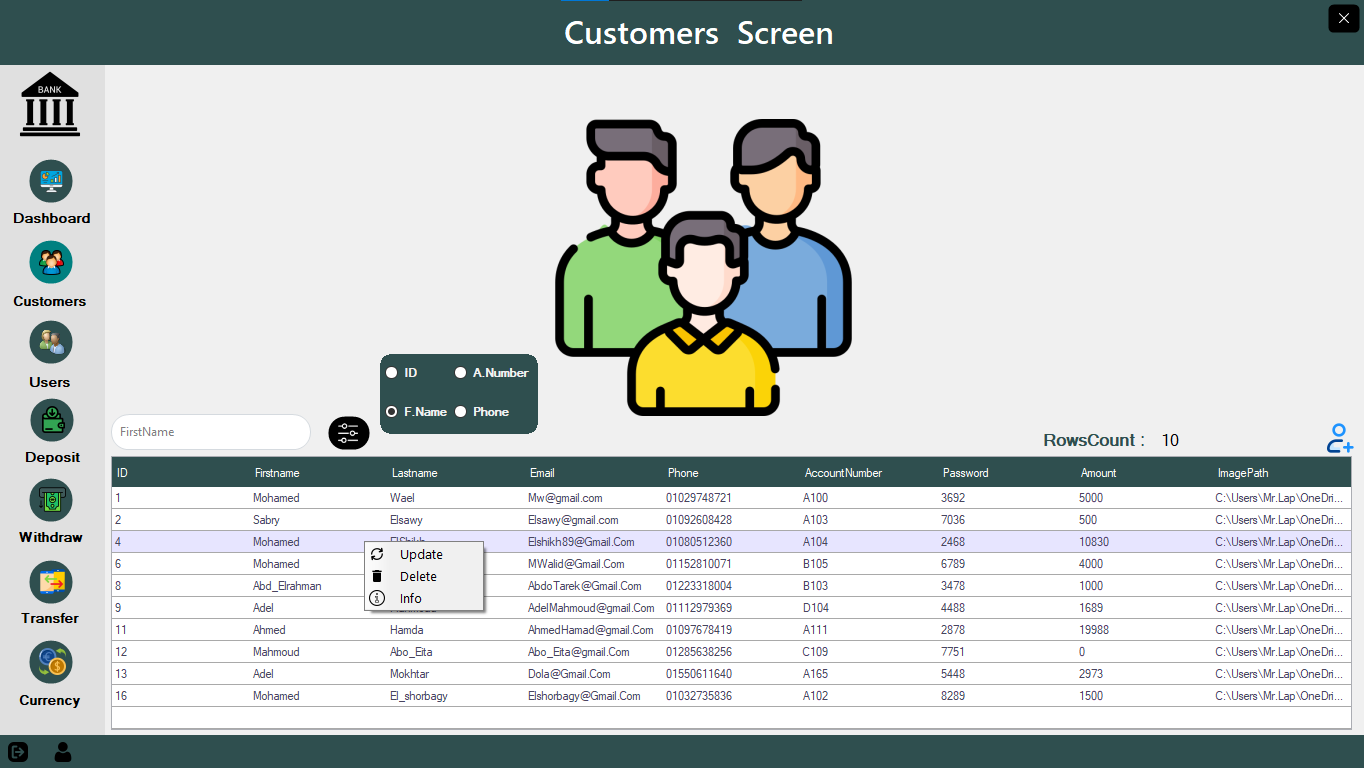 Customers Screen
BANK
Dashboard
Customers
Users
Deposit
Withdraw
Transfer
Currency
ID A.Number
F.Name Phone
FirstName
RowsCount : 10
ID Firstname Lastname Email Phone AccountNumber Password Amount ImagePath
1 Mohamed Wael Mw@gmail.com 01029748721 A100 3692 5000 C:\Users\Mr.Lap\OneDri...
2 Sabry Elsawy Elsawy@gmail.com 01092608428 A103 7036 500 C:\Users\Mr.Lap\OneDri...
4 Mohamed Elshikh89@Gmail.Com 01080512360 A104 2468 10830 C:\Users\Mr.Lap\OneDri...
6 Mohamed MWalid@Gmail.Com 01152810071 B105 6789 4000 C:\Users\Mr.Lap\OneDri...
8 Abd_Elrahman AbdoTarek@Gmail.Com 01223318004 B103 3478 1000 C:\Users\Mr.Lap\OneDri...
9 Adel AdelMahmoud@gmail.Com 01112979369 D104 4488 1689 C:\Users\Mr.Lap\OneDri...
11 Ahmed Hamda AhmedHamad@gmail.Com 01097678419 A111 2878 19988 C:\Users\Mr.Lap\OneDri...
12 Mahmoud Abo_Eita Abo_Eita@gmail.Com 01285638256 C109 7751 0 C:\Users\Mr.Lap\OneDri...
13 Adel Mokhtar Dola@Gmail.Com 01550611640 A165 5448 2973 C:\Users\Mr.Lap\OneDri...
16 Mohamed El_shorbagy Elshorbagy@Gmail.Com 01032735836 A102 8289 1500 C:\Users\Mr.Lap\OneDri...
Update
Delete
Info